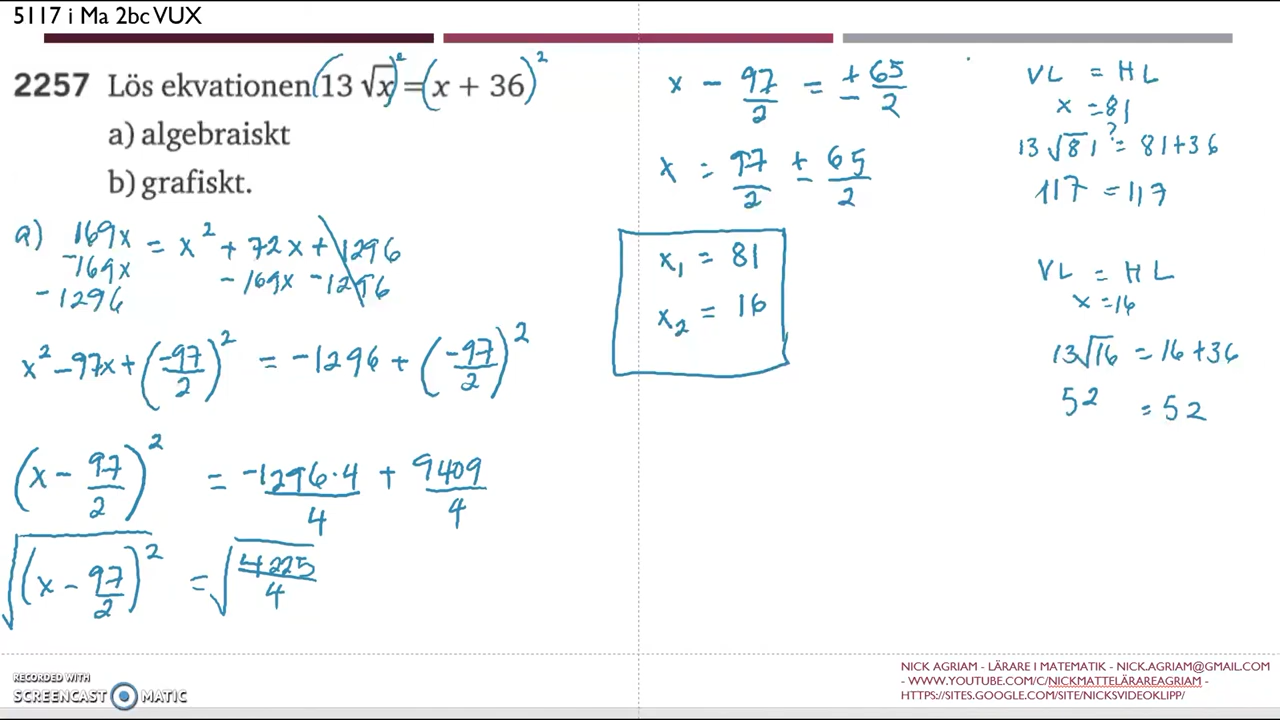 5117 i Ma 2bc VUX
2257 Lös ekvationen (13 √x)² = (x + 36)²
a) algebraiskt
b) grafiskt.
a) 169x = x² + 72x + 1296
-169x - 169x - 1296
-1296
x² - 97x + (-97/2)² = -1296 + (-97/2)²
(x - 97/2)² = -1296·4/4 + 9409/4
√(x - 97/2)² = √4225/4
x - 97/2 = ± 65/2
x = 97/2 ± 65/2
x₁ = 81
x₂ = 16
VL = HL
x = 81
13√81 ?= 81+36
117 = 117
VL = HL
x = 16
13√16 = 16+36
52 = 52
RECORDED WITH
SCREENCAST MATIC
NICK AGRIAM - LÄRARE I MATEMATIK - NICK.AGRIAM@GMAIL.COM
- WWW.YOUTUBE.COM/C/NICKMATTELÄRAREAGRIAM -
HTTPS://SITES.GOOGLE.COM/SITE/NICKSVIDEOKLIPP/